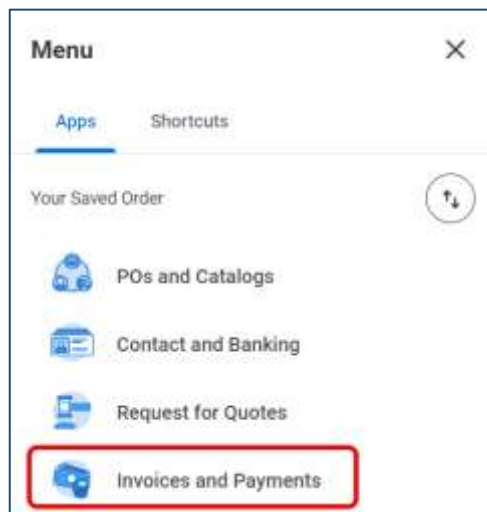 Menu
Apps Shortcuts
Your Saved Order
POs and Catalogs
Contact and Banking
Request for Quotes
Invoices and Payments